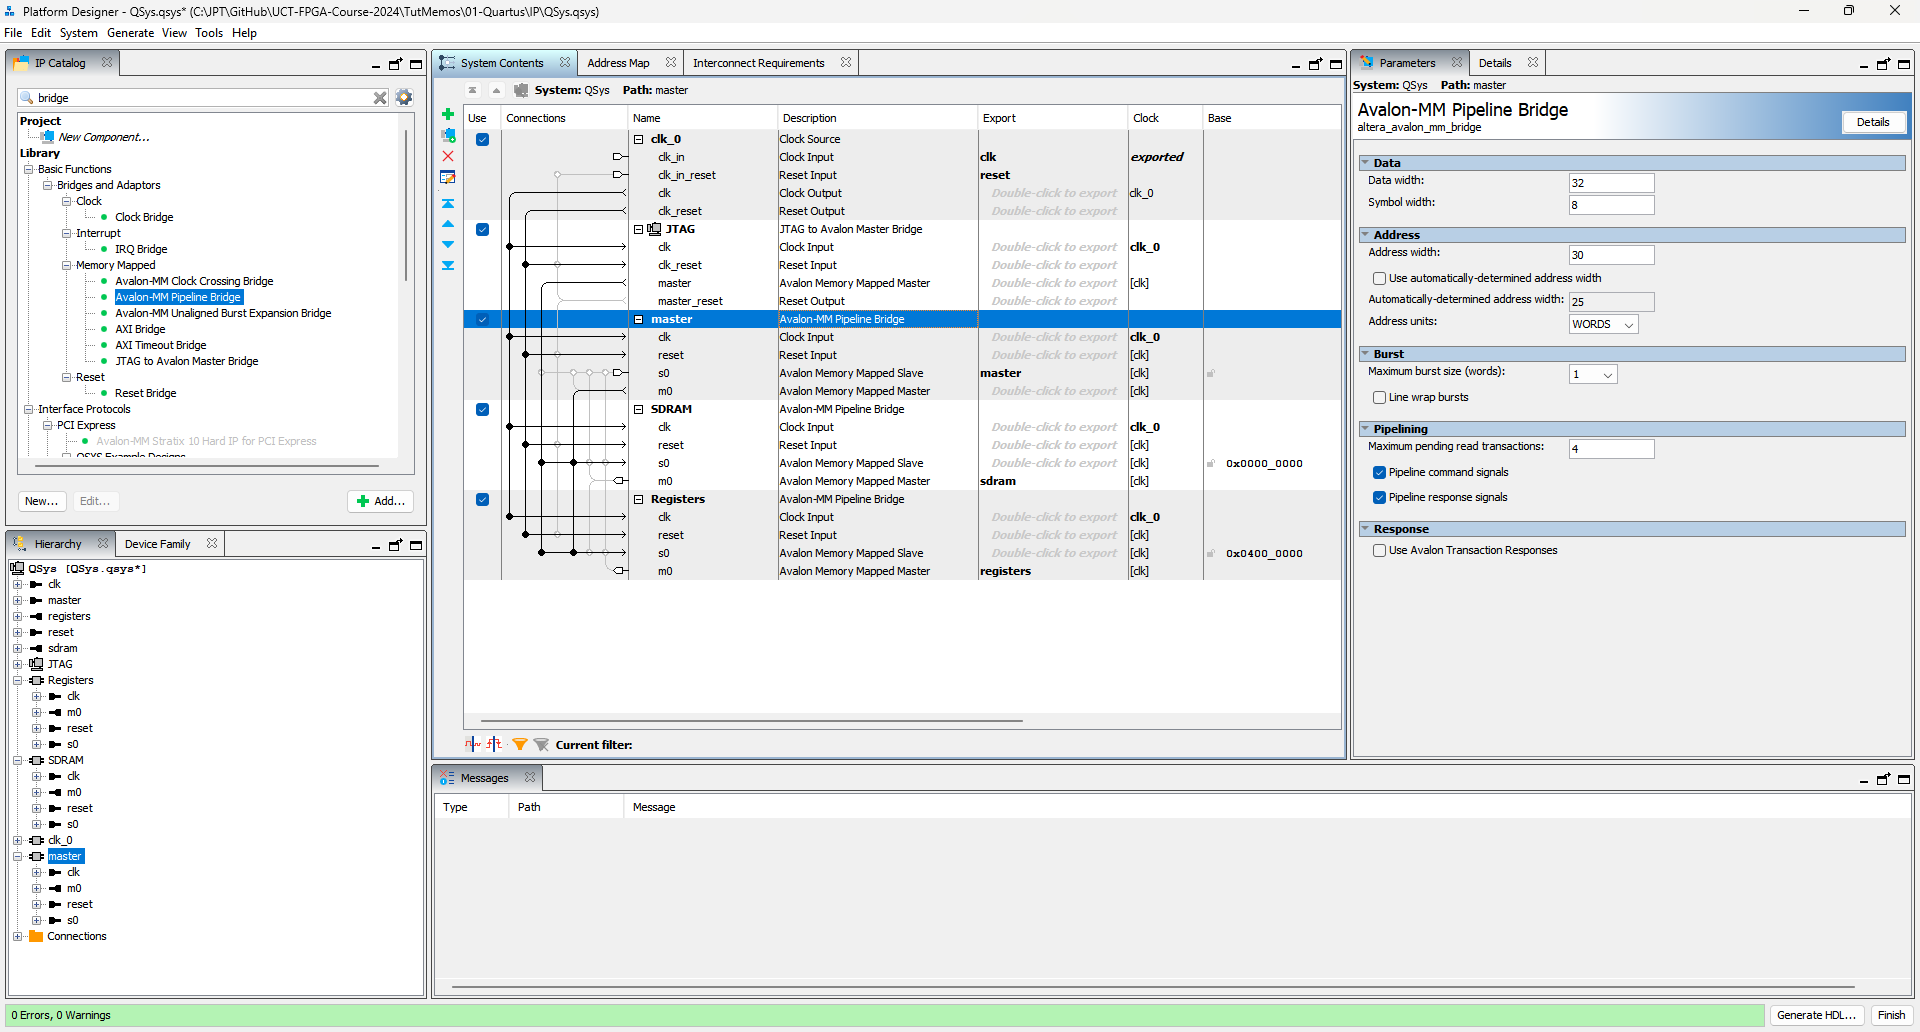 Platform Designer - QSys.qsys* (C:\JPT\GitHub\UCT-FPGA-Course-2024\TutMemos\01-Quartus\IP\QSys.qsys)
File Edit System Generate View Tools Help
IP Catalog
bridge
Project
New Component...
Library
Basic Functions
Bridges and Adaptors
Clock
Clock Bridge
Interrupt
IRQ Bridge
Memory Mapped
Avalon-MM Clock Crossing Bridge
Avalon-MM Pipeline Bridge
Avalon-MM Unaligned Burst Expansion Bridge
AXI Bridge
AXI Timeout Bridge
JTAG to Avalon Master Bridge
Reset
Reset Bridge
Interface Protocols
PCI Express
Avalon-MM Stratix 10 Hard IP for PCI Express
QSYS Example Designs
New... Edit... Add...
Hierarchy Device Family
QSys [QSys.qsys*]
clk
master
registers
reset
sdram
JTAG
Registers
clk
m0
reset
s0
SDRAM
clk
m0
reset
s0
clk_0
master
clk
m0
reset
s0
Connections
System Contents Address Map Interconnect Requirements
System: QSys Path: master
Use Connections Name Description Export Clock Base
clk_0 Clock Source
clk_in Clock Input clk exported
clk_in_reset Reset Input reset
clk Clock Output Double-click to export clk_0
clk_reset Reset Output Double-click to export
JTAG JTAG to Avalon Master Bridge
clk Clock Input Double-click to export clk_0
clk_reset Reset Input Double-click to export
master Avalon Memory Mapped Master Double-click to export [clk]
master_reset Reset Output Double-click to export
master Avalon-MM Pipeline Bridge
clk Clock Input Double-click to export clk_0
reset Reset Input Double-click to export [clk]
s0 Avalon Memory Mapped Slave master [clk]
m0 Avalon Memory Mapped Master Double-click to export [clk]
SDRAM Avalon-MM Pipeline Bridge
clk Clock Input Double-click to export clk_0
reset Reset Input Double-click to export [clk]
s0 Avalon Memory Mapped Slave Double-click to export [clk] 0x0000_0000
m0 Avalon Memory Mapped Master sdram [clk]
Registers Avalon-MM Pipeline Bridge
clk Clock Input Double-click to export clk_0
reset Reset Input Double-click to export [clk]
s0 Avalon Memory Mapped Slave Double-click to export [clk] 0x0400_0000
m0 Avalon Memory Mapped Master registers [clk]
Current filter:
Messages
Type Path Message
Parameters Details
System: QSys Path: master
Avalon-MM Pipeline Bridge
altera_avalon_mm_bridge
Details
Data
Data width: 32
Symbol width: 8
Address
Address width: 30
Use automatically-determined address width
Automatically-determined address width: 25
Address units: WORDS
Burst
Maximum burst size (words): 1
Line wrap bursts
Pipelining
Maximum pending read transactions: 4
Pipeline command signals
Pipeline response signals
Response
Use Avalon Transaction Responses
0 Errors, 0 Warnings
Generate HDL... Finish